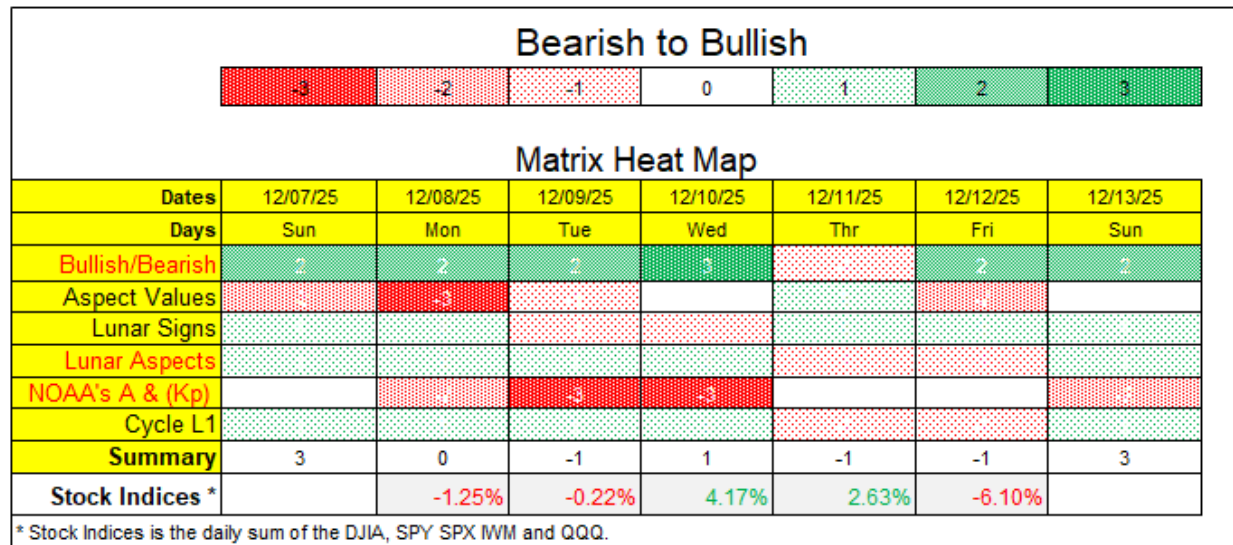 Bearish to Bullish
-3 -2 -1 0 1 2 3
Matrix Heat Map
Dates 12/07/25 12/08/25 12/09/25 12/10/25 12/11/25 12/12/25 12/13/25
Days Sun Mon Tue Wed Thr Fri Sun
Bullish/Bearish 2 2 2 3 2 2
Aspect Values -3
Lunar Signs
Lunar Aspects
NOAA's A & (Kp) -3 -3 -2
Cycle L1
Summary 3 0 -1 1 -1 -1 3
Stock Indices * -1.25% -0.22% 4.17% 2.63% -6.10%
* Stock Indices is the daily sum of the DJIA, SPY SPX IWM and QQQ.